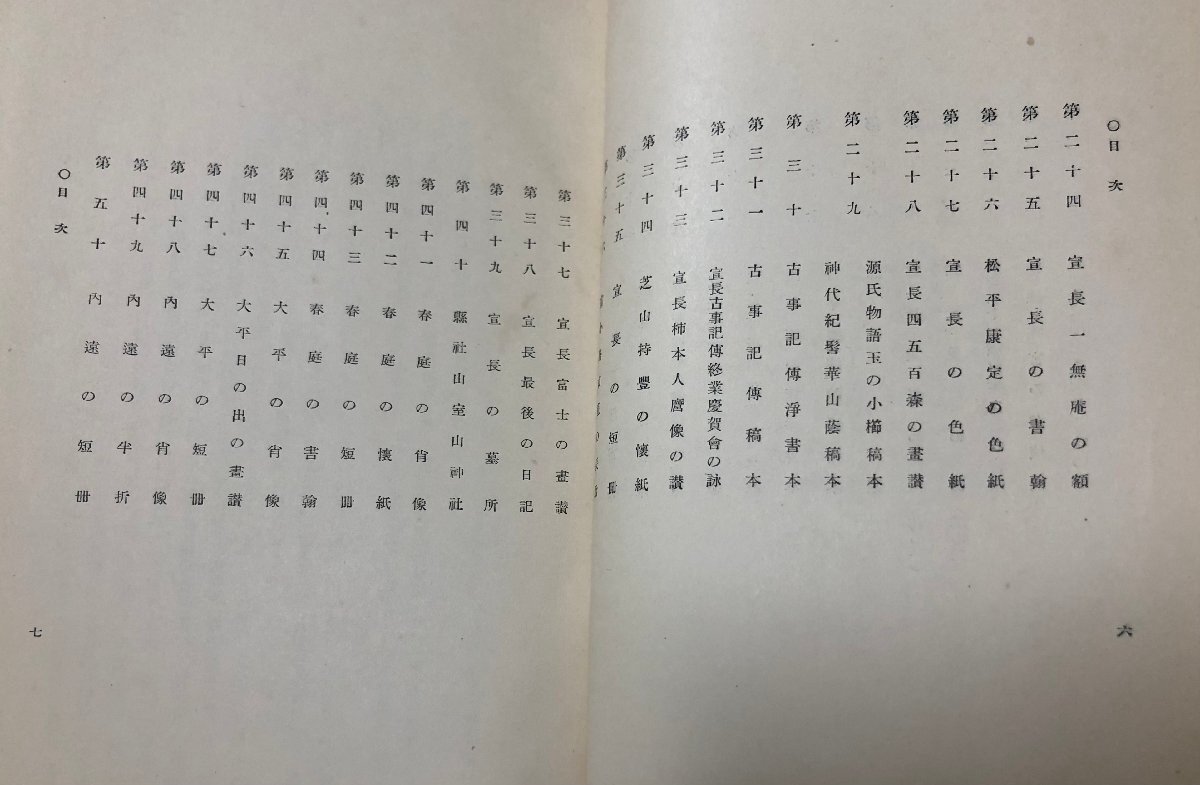 〇目次
第二十四 宣長一無庵の額
第二十五 宣長の書翰
第二十六 松平康定の色紙
第二十七 宣長の色紙
第二十八 宣長四五百森の畫讃
第二十九 源氏物語玉の小櫛稿本
神代紀髻華山蔭稿本
第三十 古事記傳淨書本
第三十一 古事記傳稿本
第三十二 宣長古事記傳終業慶賀會の詠
第三十三 宣長柿本人麿像の讃
第三十四 芝山持豐の懷紙
第三十五 宣長の短冊
六
第三十七 宣長富士の畫讃
第三十八 宣長最後の日記
第三十九 宣長の墓所
第四十 縣社山室山神社
第四十一 春庭の肖像
第四十二 春庭の懷紙
第四十三 春庭の短冊
第四十四 春庭の書翰
第四十五 大平の肖像
第四十六 大平日の出の畫讃
第四十七 大平の短冊
第四十八 內遠の肖像
第四十九 內遠の半折
第五十 內遠の短冊
〇目次
七